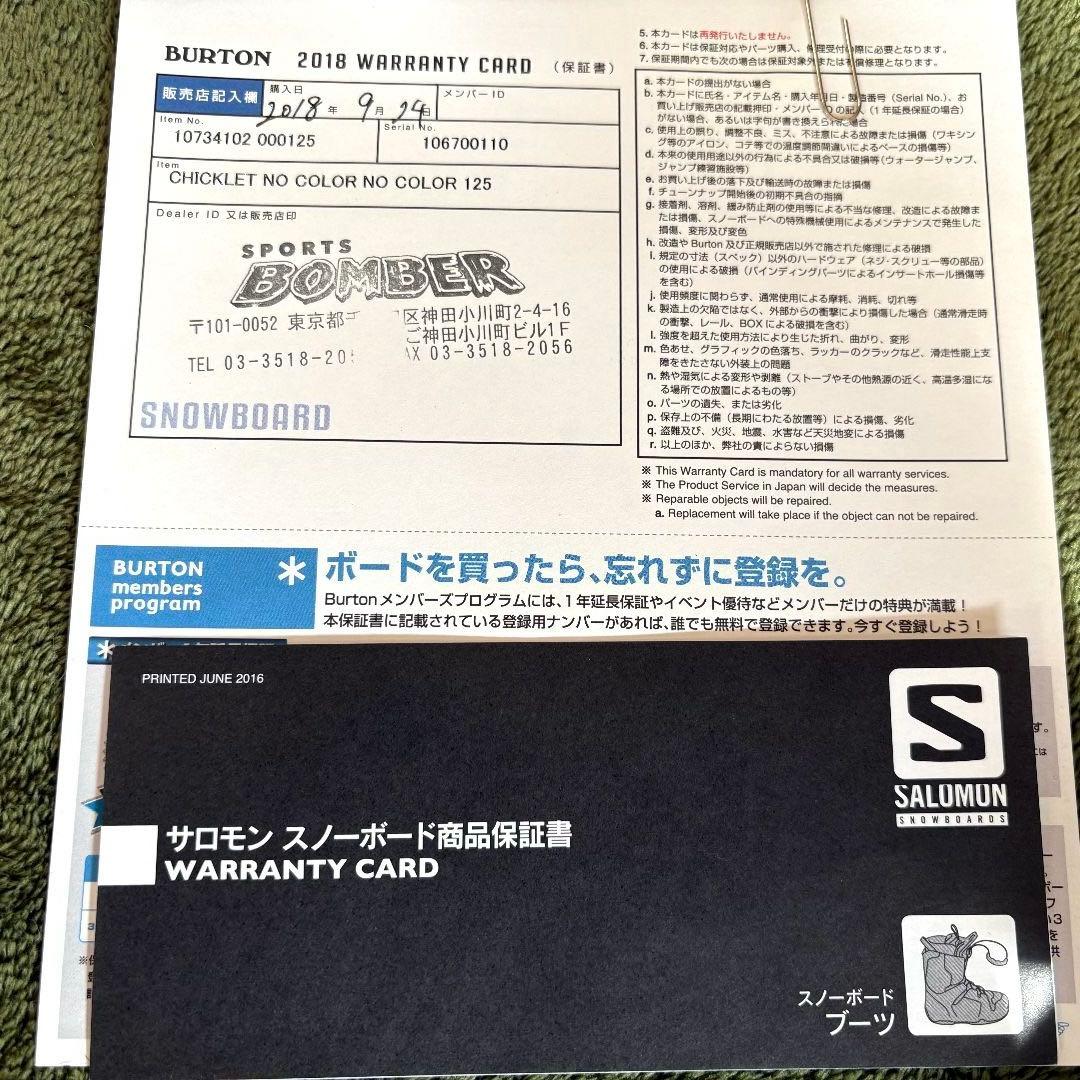 BURTON 2018 WARRANTY CARD (保証書)
販売店記入欄
購入日
2018年 9月 24日
メンバーID
Item No.
10734102 000125
Serial No.
106700110
Item
CHICKLET NO COLOR NO COLOR 125
Dealer ID 又は販売店印
SPORTS
BOMBER
〒101-0052 東京都 区神田小川町2-4-16
ご神田小川町ビル1F
TEL 03-3518-20 AX 03-3518-2056
SNOWBOARD
5. 本カードは再発行いたしません。
6. 本カードは保証対応やパーツ購入、修理受付の際に必要となります。
7. 保証期間内でも次の場合は保証対象外または有償修理となります。
a. 本カードの提出がない場合
b. 本カードに氏名・アイテム名・購入年月日・製造番号(Serial No.)、お
買い上げ販売店の記載押印・メンバーIDの記入(1年延長保証の場合)
がない場合、あるいは字句が書き換えられた場合
c. 使用上の誤り、調整不良、ミス、不注意による故障または損傷(ワキシン
グ等のアイロン、コテ等での温度調節間違いによるベースの損傷等)
d. 本来の使用用途以外の行為による不具合又は破損等(ウォータージャンプ、
ジャンプ練習施設等)
e. お買い上げ後の落下及び輸送時の故障または損傷
f. チューンナップ開始後の初期不具合の指摘
g. 接着剤、溶剤、緩み防止剤の使用等による不当な修理、改造による故障ま
たは損傷、スノーボードへの特殊機械使用によるメンテナンスで発生した
損傷、変形及び変色
h. 改造や Burton 及び正規販売店以外で施された修理による破損
i. 規定の寸法(スペック)以外のハードウェア(ネジ・スクリュー等の部品)
の使用による破損(バインディングパーツによるインサートホール損傷等
を含む)
j. 使用頻度に関わらず、通常使用による摩耗、消耗、切れ等
k. 製造上の欠陥ではなく、外部からの衝撃により損傷した場合(通常滑走時
の衝撃、レール、BOX による破損を含む)
l. 強度を超えた使用方法により生じた折れ、曲がり、変形
m. 色あせ、グラフィックの色落ち、ラッカーのクラックなど、滑走性能上支
障をきたさない外装上の問題
n. 熱や湿気による変形や剥離(ストーブやその他熱源の近く、高温多湿にな
る場所での放置によるもの等)
o. パーツの遺失、または劣化
p. 保存上の不備(長期にわたる放置等)による損傷、劣化
q. 盗難及び、火災、地震、水害など天災地変による損傷
r. 以上のほか、弊社の責によらない損傷
※ This Warranty Card is mandatory for all warranty services.
※ The Product Service in Japan will decide the measures.
※ Reparable objects will be repaired.
a. Replacement will take place if the object can not be repaired.
BURTON
members
program
*
ボードを買ったら、忘れずに登録を。
Burtonメンバーズプログラムには、1年延長保証やイベント優待などメンバーだけの特典が満載!
本保証書に記載されている登録用ナンバーがあれば、誰でも無料で登録できます。今すぐ登録しよう!
PRINTED JUNE 2016
S
SALOMON
SNOWBOARDS
サロモン スノーボード商品保証書
WARRANTY CARD
スノーボード
ブーツ